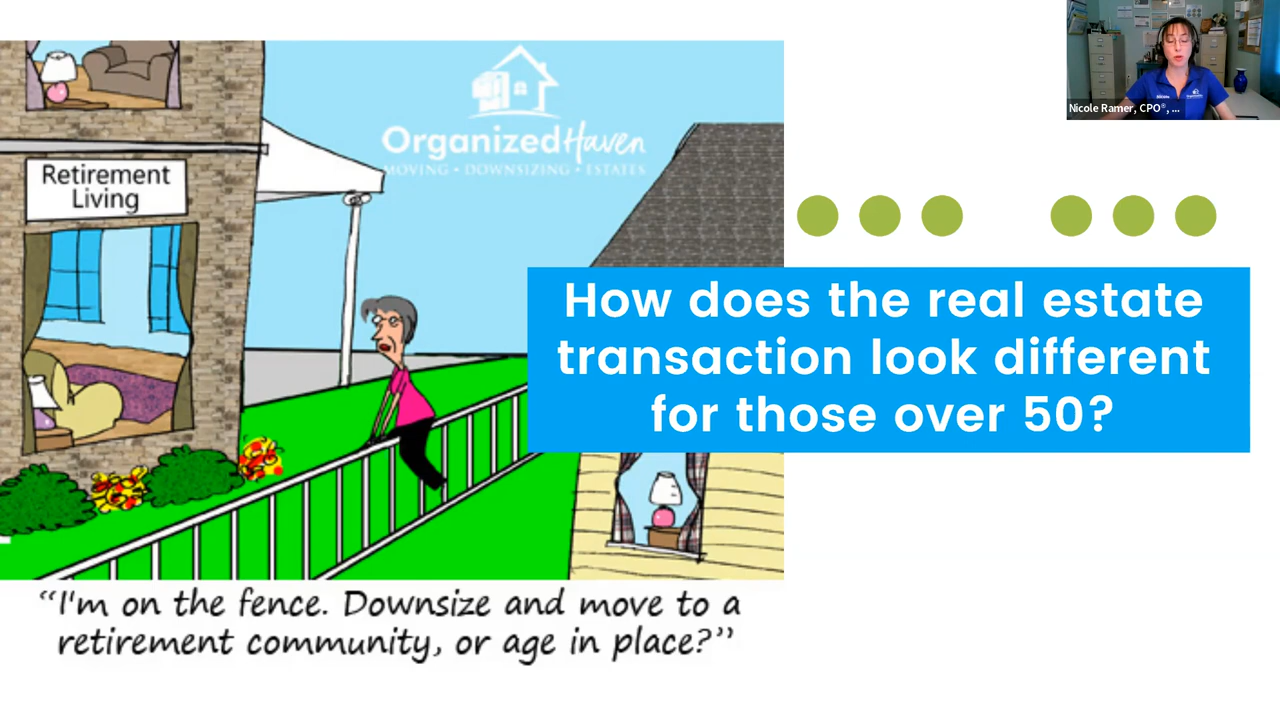 Nicole Ramer, CPO®, ...
OrganizedHaven
MOVING • DOWNSIZING • ESTATES
Retirement
Living
How does the real estate
transaction look different
for those over 50?
“I'm on the fence. Downsize and move to a
retirement community, or age in place?”